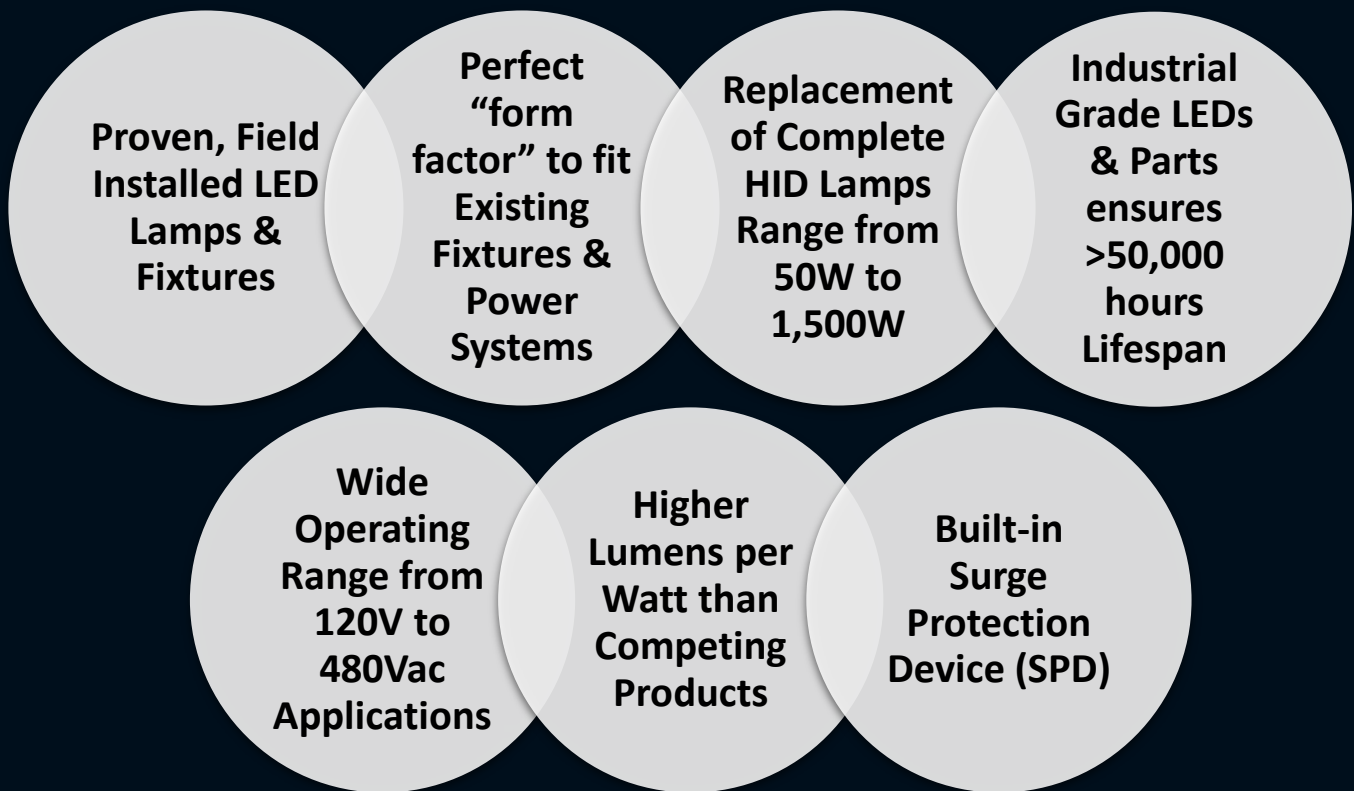 Proven, Field
Installed LED
Lamps &
Fixtures
Perfect
“form
factor” to fit
Existing
Fixtures &
Power
Systems
Replacement
of Complete
HID Lamps
Range from
50W to
1,500W
Industrial
Grade LEDs
& Parts
ensures
>50,000
hours
Lifespan
Wide
Operating
Range from
120V to
480Vac
Applications
Higher
Lumens per
Watt than
Competing
Products
Built-in
Surge
Protection
Device (SPD)